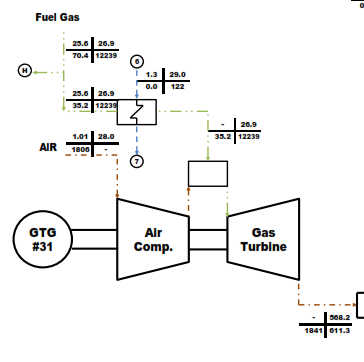 Fuel Gas
25.6 26.9
70.4 12239
H
6
1.3 29.0
0.0 122
25.6 26.9
35.2 12239
- 26.9
35.2 12239
AIR
1.01 28.0
1806 -
7
GTG
#31
Air
Comp.
Gas
Turbine
- 568.2
1841 611.3